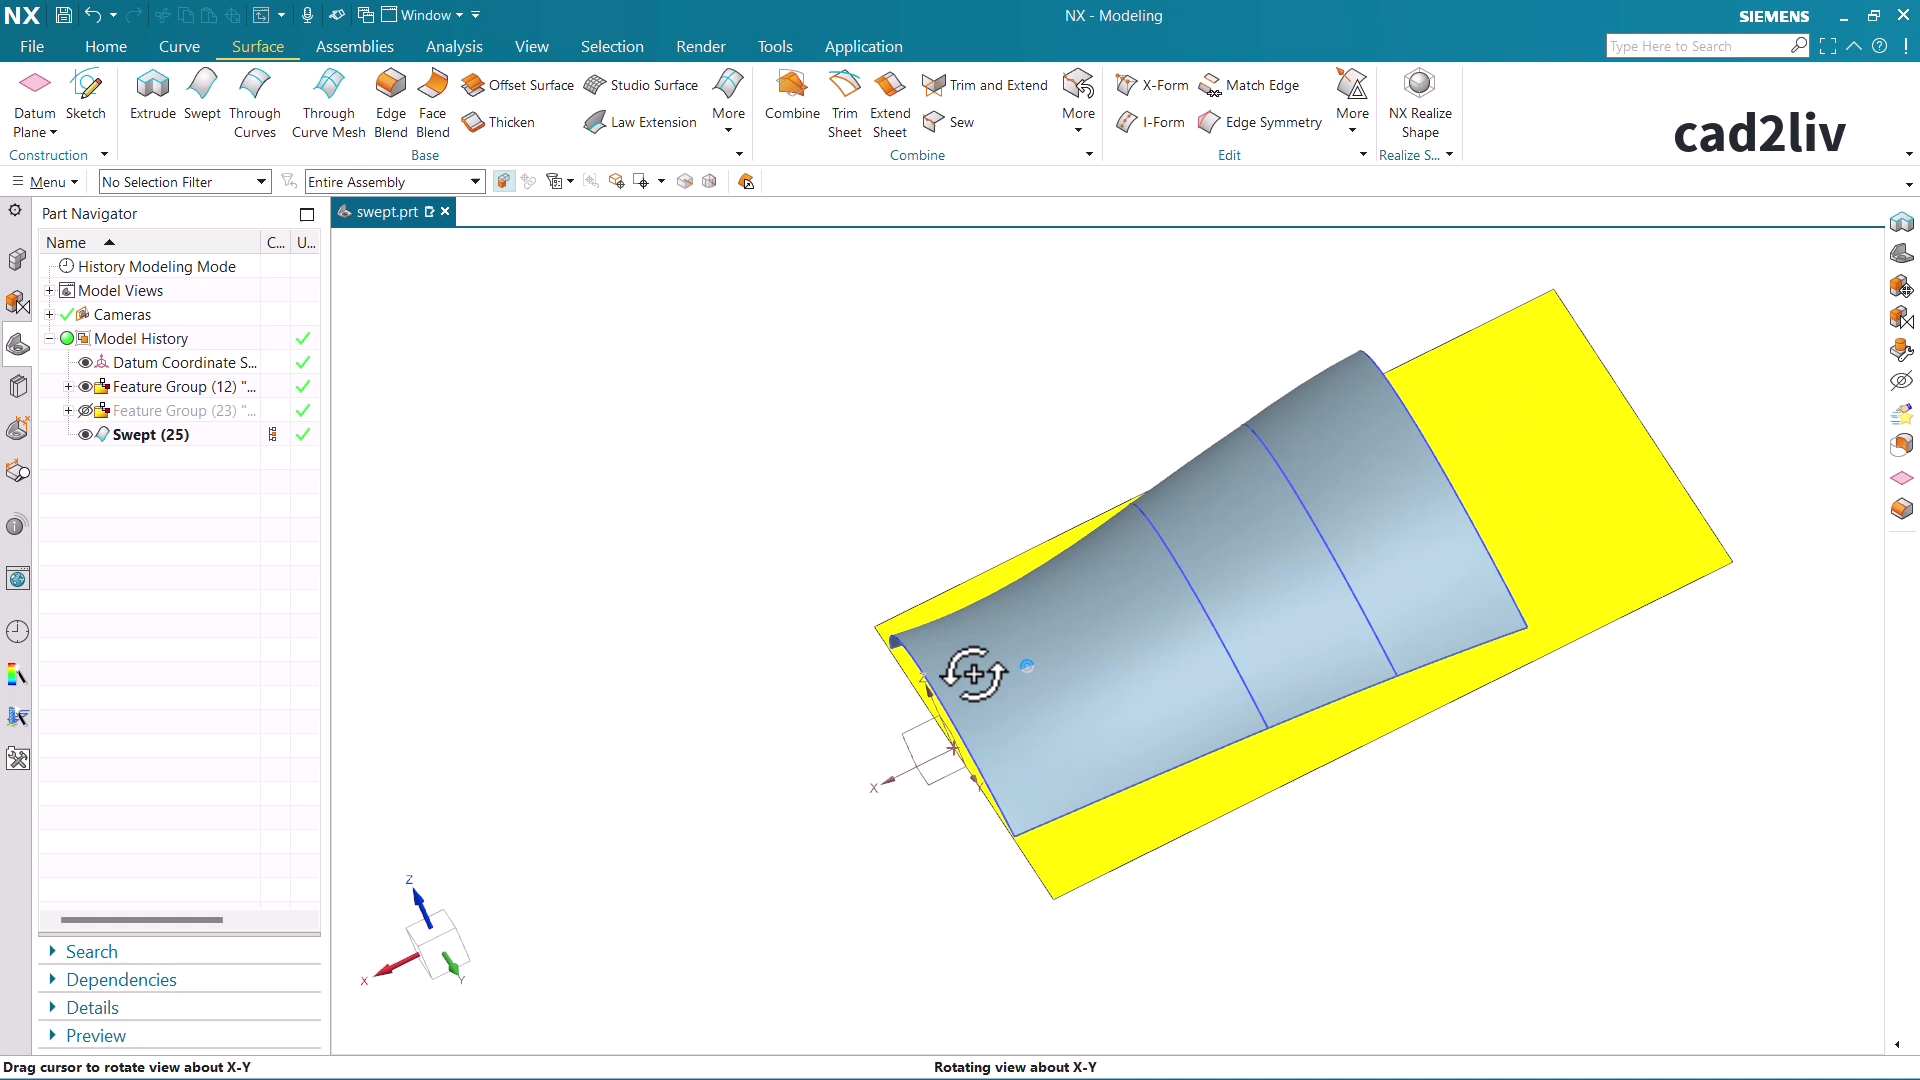 NX
Window
NX - Modeling
SIEMENS
File Home Curve Surface Assemblies Analysis View Selection Render Tools Application
Type Here to Search
Datum Plane
Sketch
Extrude
Swept
Through Curves
Through Curve Mesh
Edge Blend
Face Blend
Offset Surface
Thicken
Studio Surface
Law Extension
More
Combine
Trim Sheet
Extend Sheet
Trim and Extend
Sew
More
X-Form
I-Form
Match Edge
Edge Symmetry
More
NX Realize Shape
cad2liv
Construction
Base
Combine
Edit
Realize S...
Menu
No Selection Filter
Entire Assembly
Part Navigator
swept.prt
Name C... U...
History Modeling Mode
Model Views
Cameras
Model History
Datum Coordinate S...
Feature Group (12) "...
Feature Group (23) "...
Swept (25)
Z
X
Z
X
Y
Search
Dependencies
Details
Preview
Drag cursor to rotate view about X-Y
Rotating view about X-Y